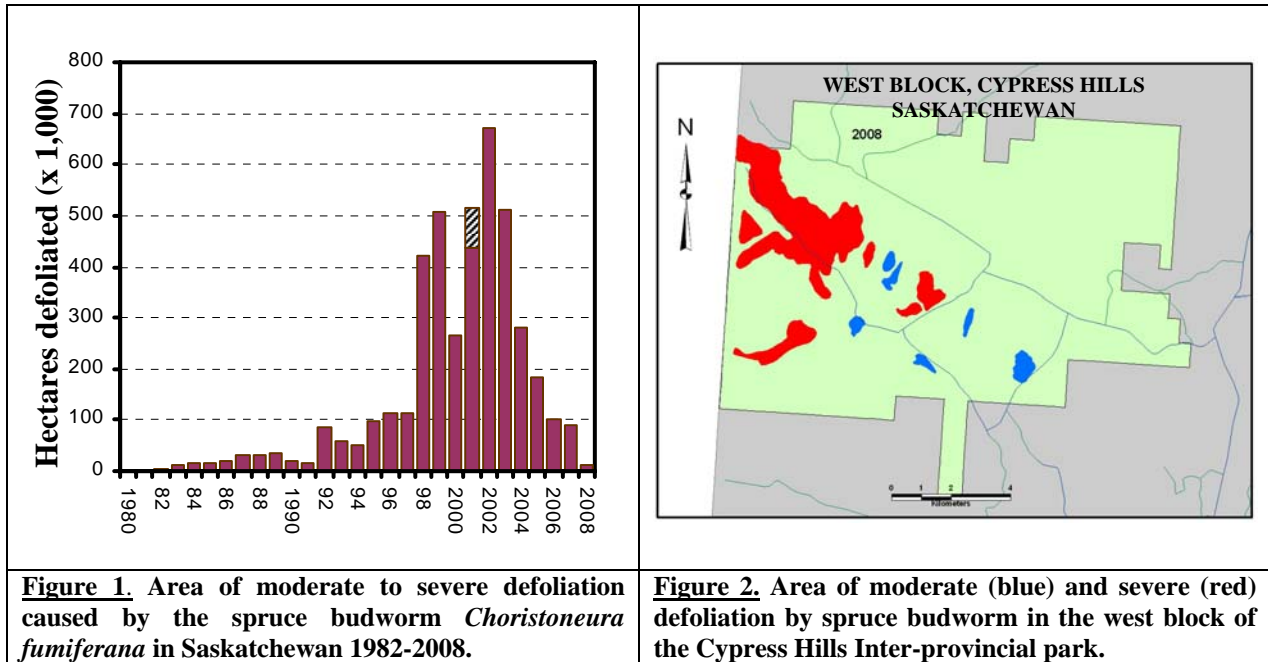 800
700
600
500
400
300
200
100
0
Hectares defoliated (x 1,000)
1980
82
84
86
88
1990
92
94
96
98
2000
2002
2004
2006
2008
Figure 1. Area of moderate to severe defoliation
caused by the spruce budworm Choristoneura
fumiferana in Saskatchewan 1982-2008.
WEST BLOCK, CYPRESS HILLS
SASKATCHEWAN
N
2008
0 1 2 4
Kilometers
Figure 2. Area of moderate (blue) and severe (red)
defoliation by spruce budworm in the west block of
the Cypress Hills Inter-provincial park.